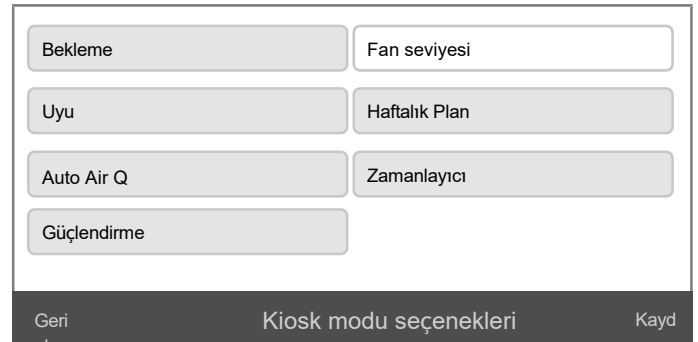 Bekleme
Fan seviyesi
Uyu
Haftalık Plan
Auto Air Q
Zamanlayıcı
Güçlendirme
Geri
Kiosk modu seçenekleri
Kayd